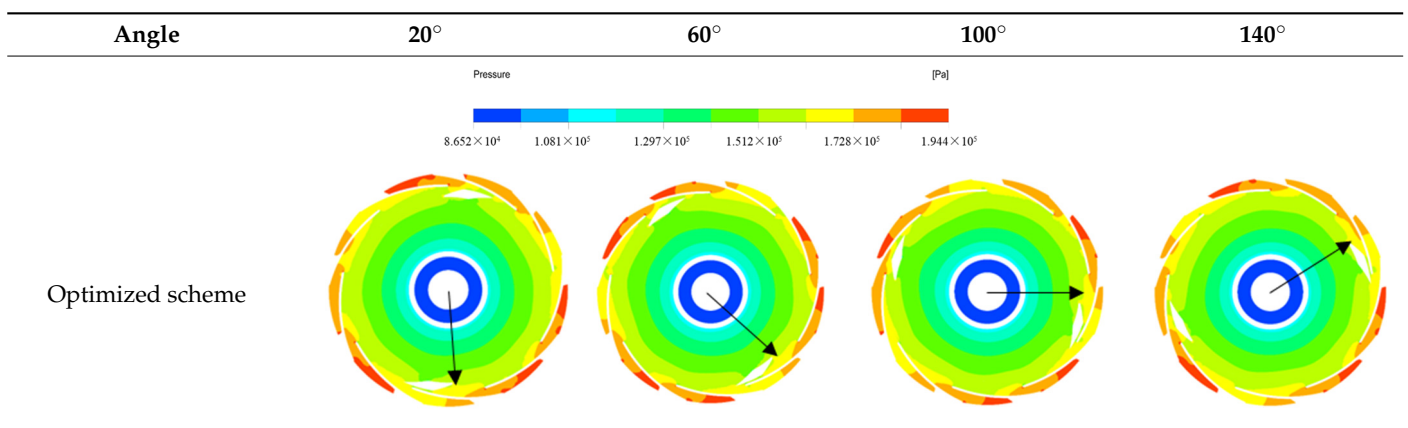 Angle 20° 60° 100° 140°
Pressure [Pa]
8.652×10⁴ 1.081×10⁵ 1.297×10⁵ 1.512×10⁵ 1.728×10⁵ 1.944×10⁵
Optimized scheme